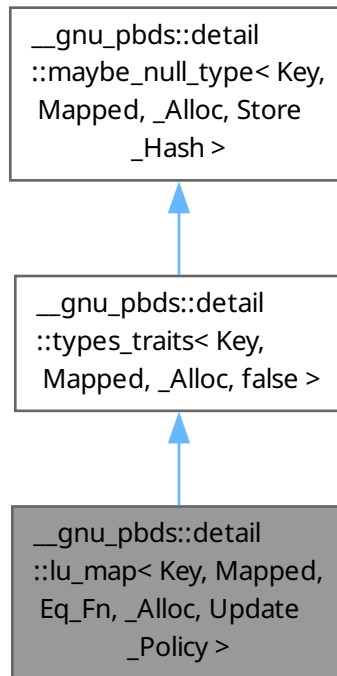 __gnu_pbds::detail
::maybe_null_type< Key,
Mapped, _Alloc, Store
_Hash >
__gnu_pbds::detail
::types_traits< Key,
Mapped, _Alloc, false >
__gnu_pbds::detail
::lu_map< Key, Mapped,
Eq_Fn, _Alloc, Update
_Policy >